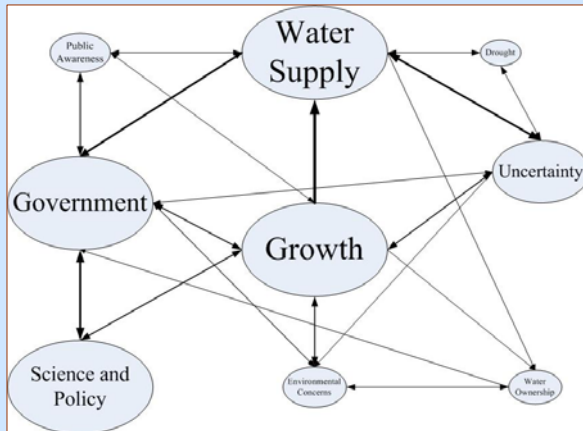 Public
Awareness
Water
Supply
Drought
Government
Uncertainty
Growth
Science and
Policy
Environmental
Concerns
Water
Ownership